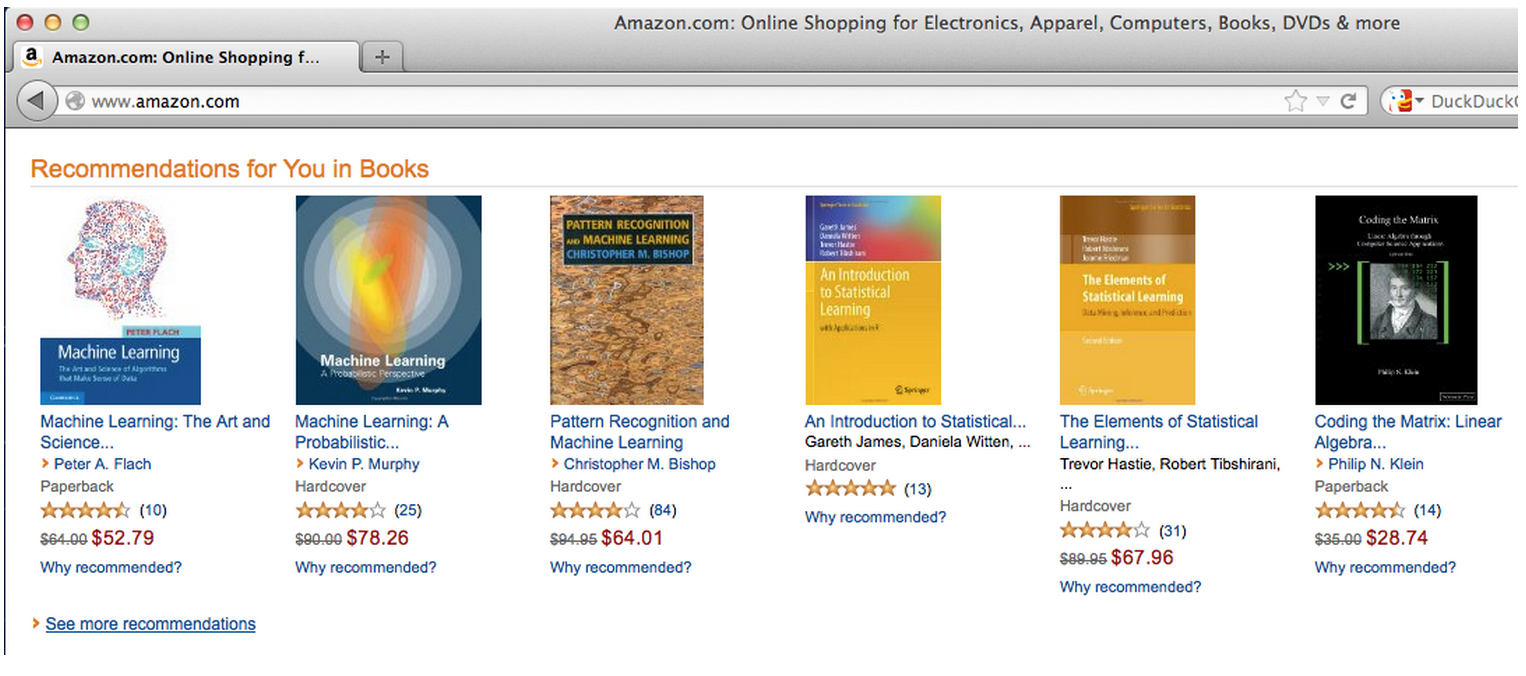 Amazon.com: Online Shopping for Electronics, Apparel, Computers, Books, DVDs & more
a Amazon.com: Online Shopping f... +
www.amazon.com
DuckDuck
Recommendations for You in Books
PETER FLACH
Machine Learning
The Art and Science of Algorithms
that Make Sense of Data
Machine Learning: The Art and
Science...
Peter A. Flach
Paperback
(10)
$64.00 $52.79
Why recommended?
Machine Learning
A Probabilistic Perspective
Kevin P. Murphy
Machine Learning: A
Probabilistic...
Kevin P. Murphy
Hardcover
(25)
$90.00 $78.26
Why recommended?
PATTERN RECOGNITION
AND MACHINE LEARNING
CHRISTOPHER M. BISHOP
Pattern Recognition and
Machine Learning
Christopher M. Bishop
Hardcover
(84)
$94.95 $64.01
Why recommended?
Gareth James
Daniela Witten
Trevor Hastie
Robert Tibshirani
An Introduction
to Statistical
Learning
with Applications in R
Springer
An Introduction to Statistical...
Gareth James, Daniela Witten, ...
Hardcover
(13)
Why recommended?
Trevor Hastie
Robert Tibshirani
Jerome Friedman
The Elements of
Statistical Learning
Data Mining, Inference, and Prediction
Second Edition
Springer
The Elements of Statistical
Learning...
Trevor Hastie, Robert Tibshirani,
...
Hardcover
(31)
$89.95 $67.96
Why recommended?
Coding the Matrix
Linear Algebra through
Computer Science Applications
>>>
Philip N. Klein
Coding the Matrix: Linear
Algebra...
Philip N. Klein
Paperback
(14)
$35.00 $28.74
Why recommended?
See more recommendations